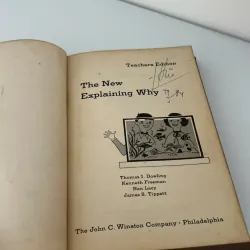 Teachers Edition
The New
Explaining Why
Thomas I. Dowling
Kenneth Freeman
Nan Lacy
James S. Tippett
The John C. Winston Company · Philadelphia